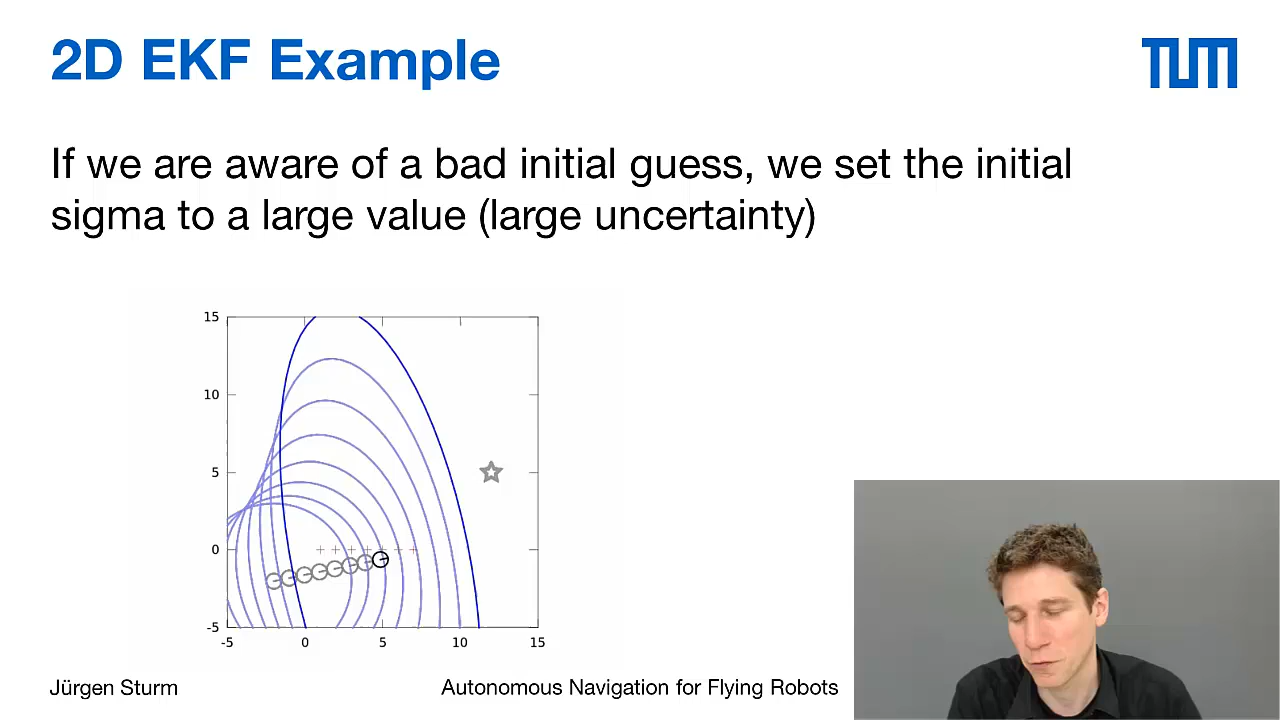 2D EKF Example
TUM
If we are aware of a bad initial guess, we set the initial
sigma to a large value (large uncertainty)
15
10
5
0
-5
-5 0 5 10 15
Jürgen Sturm
Autonomous Navigation for Flying Robots